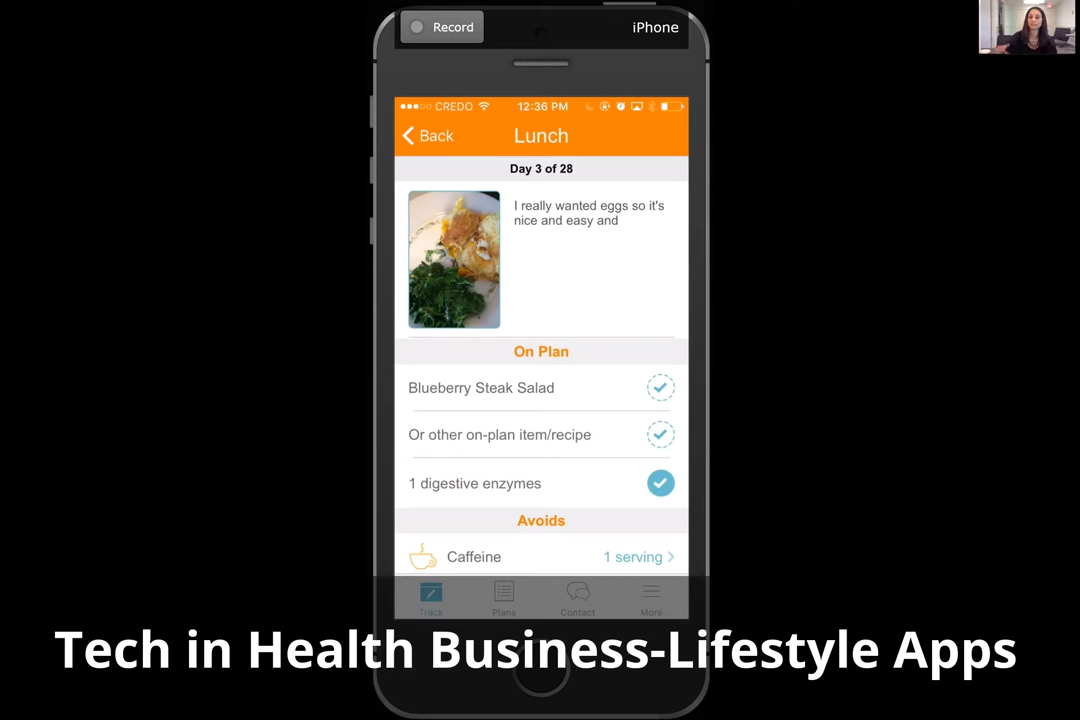 Record
iPhone
CREDO 12:36 PM
Back
Lunch
Day 3 of 28
I really wanted eggs so it's
nice and easy and
On Plan
Blueberry Steak Salad
Or other on-plan item/recipe
1 digestive enzymes
Avoids
Caffeine 1 serving
Track Plans Contact More
Tech in Health Business-Lifestyle Apps